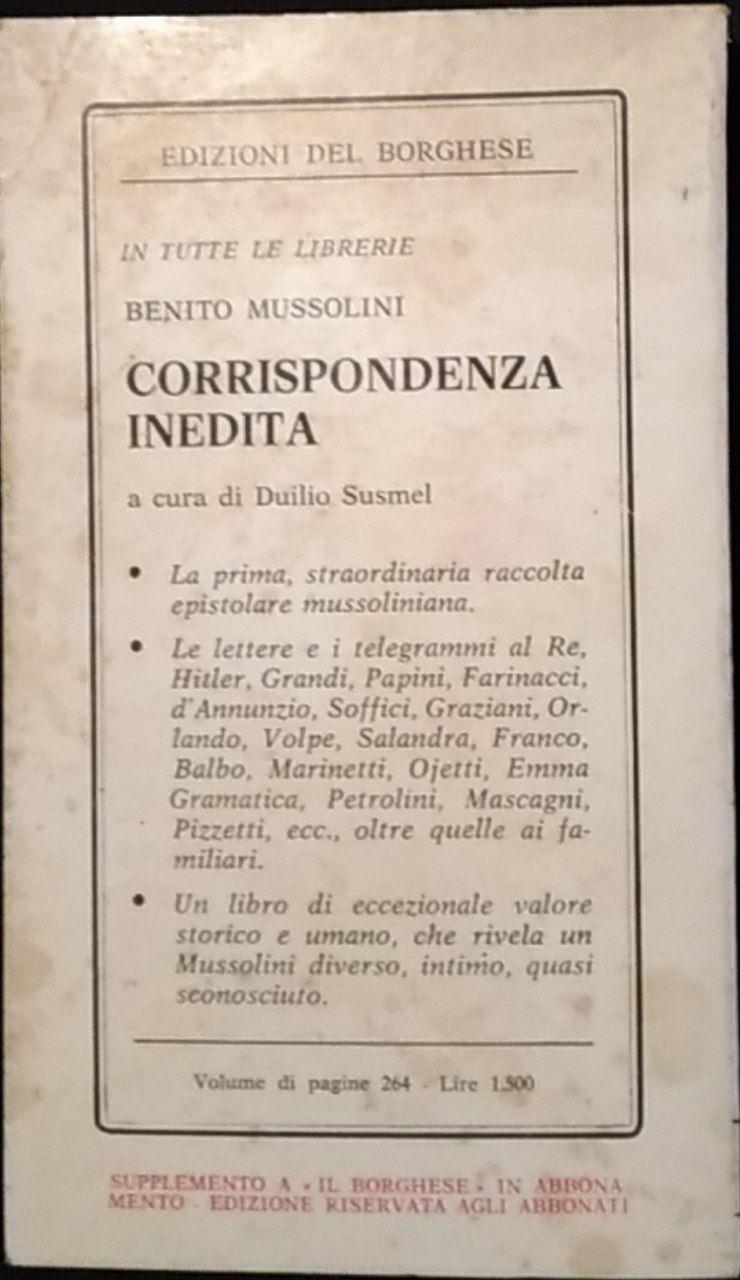 EDIZIONI DEL BORGHESE
IN TUTTE LE LIBRERIE
BENITO MUSSOLINI
CORRISPONDENZA
INEDITA
a cura di Duilio Susmel
• La prima, straordinaria raccolta
epistolare mussoliniana.
• Le lettere e i telegrammi al Re,
Hitler, Grandi, Papini, Farinacci,
d'Annunzio, Soffici, Graziani, Or-
lando, Volpe, Salandra, Franco,
Balbo, Marinetti, Ojetti, Emma
Gramatica, Petrolini, Mascagni,
Pizzetti, ecc., oltre quelle ai fa-
miliari.
• Un libro di eccezionale valore
storico e umano, che rivela un
Mussolini diverso, intimo, quasi
sconosciuto.
Volume di pagine 264 - Lire 1.500
SUPPLEMENTO A « IL BORGHESE » IN ABBONA
MENTO - EDIZIONE RISERVATA AGLI ABBONATI